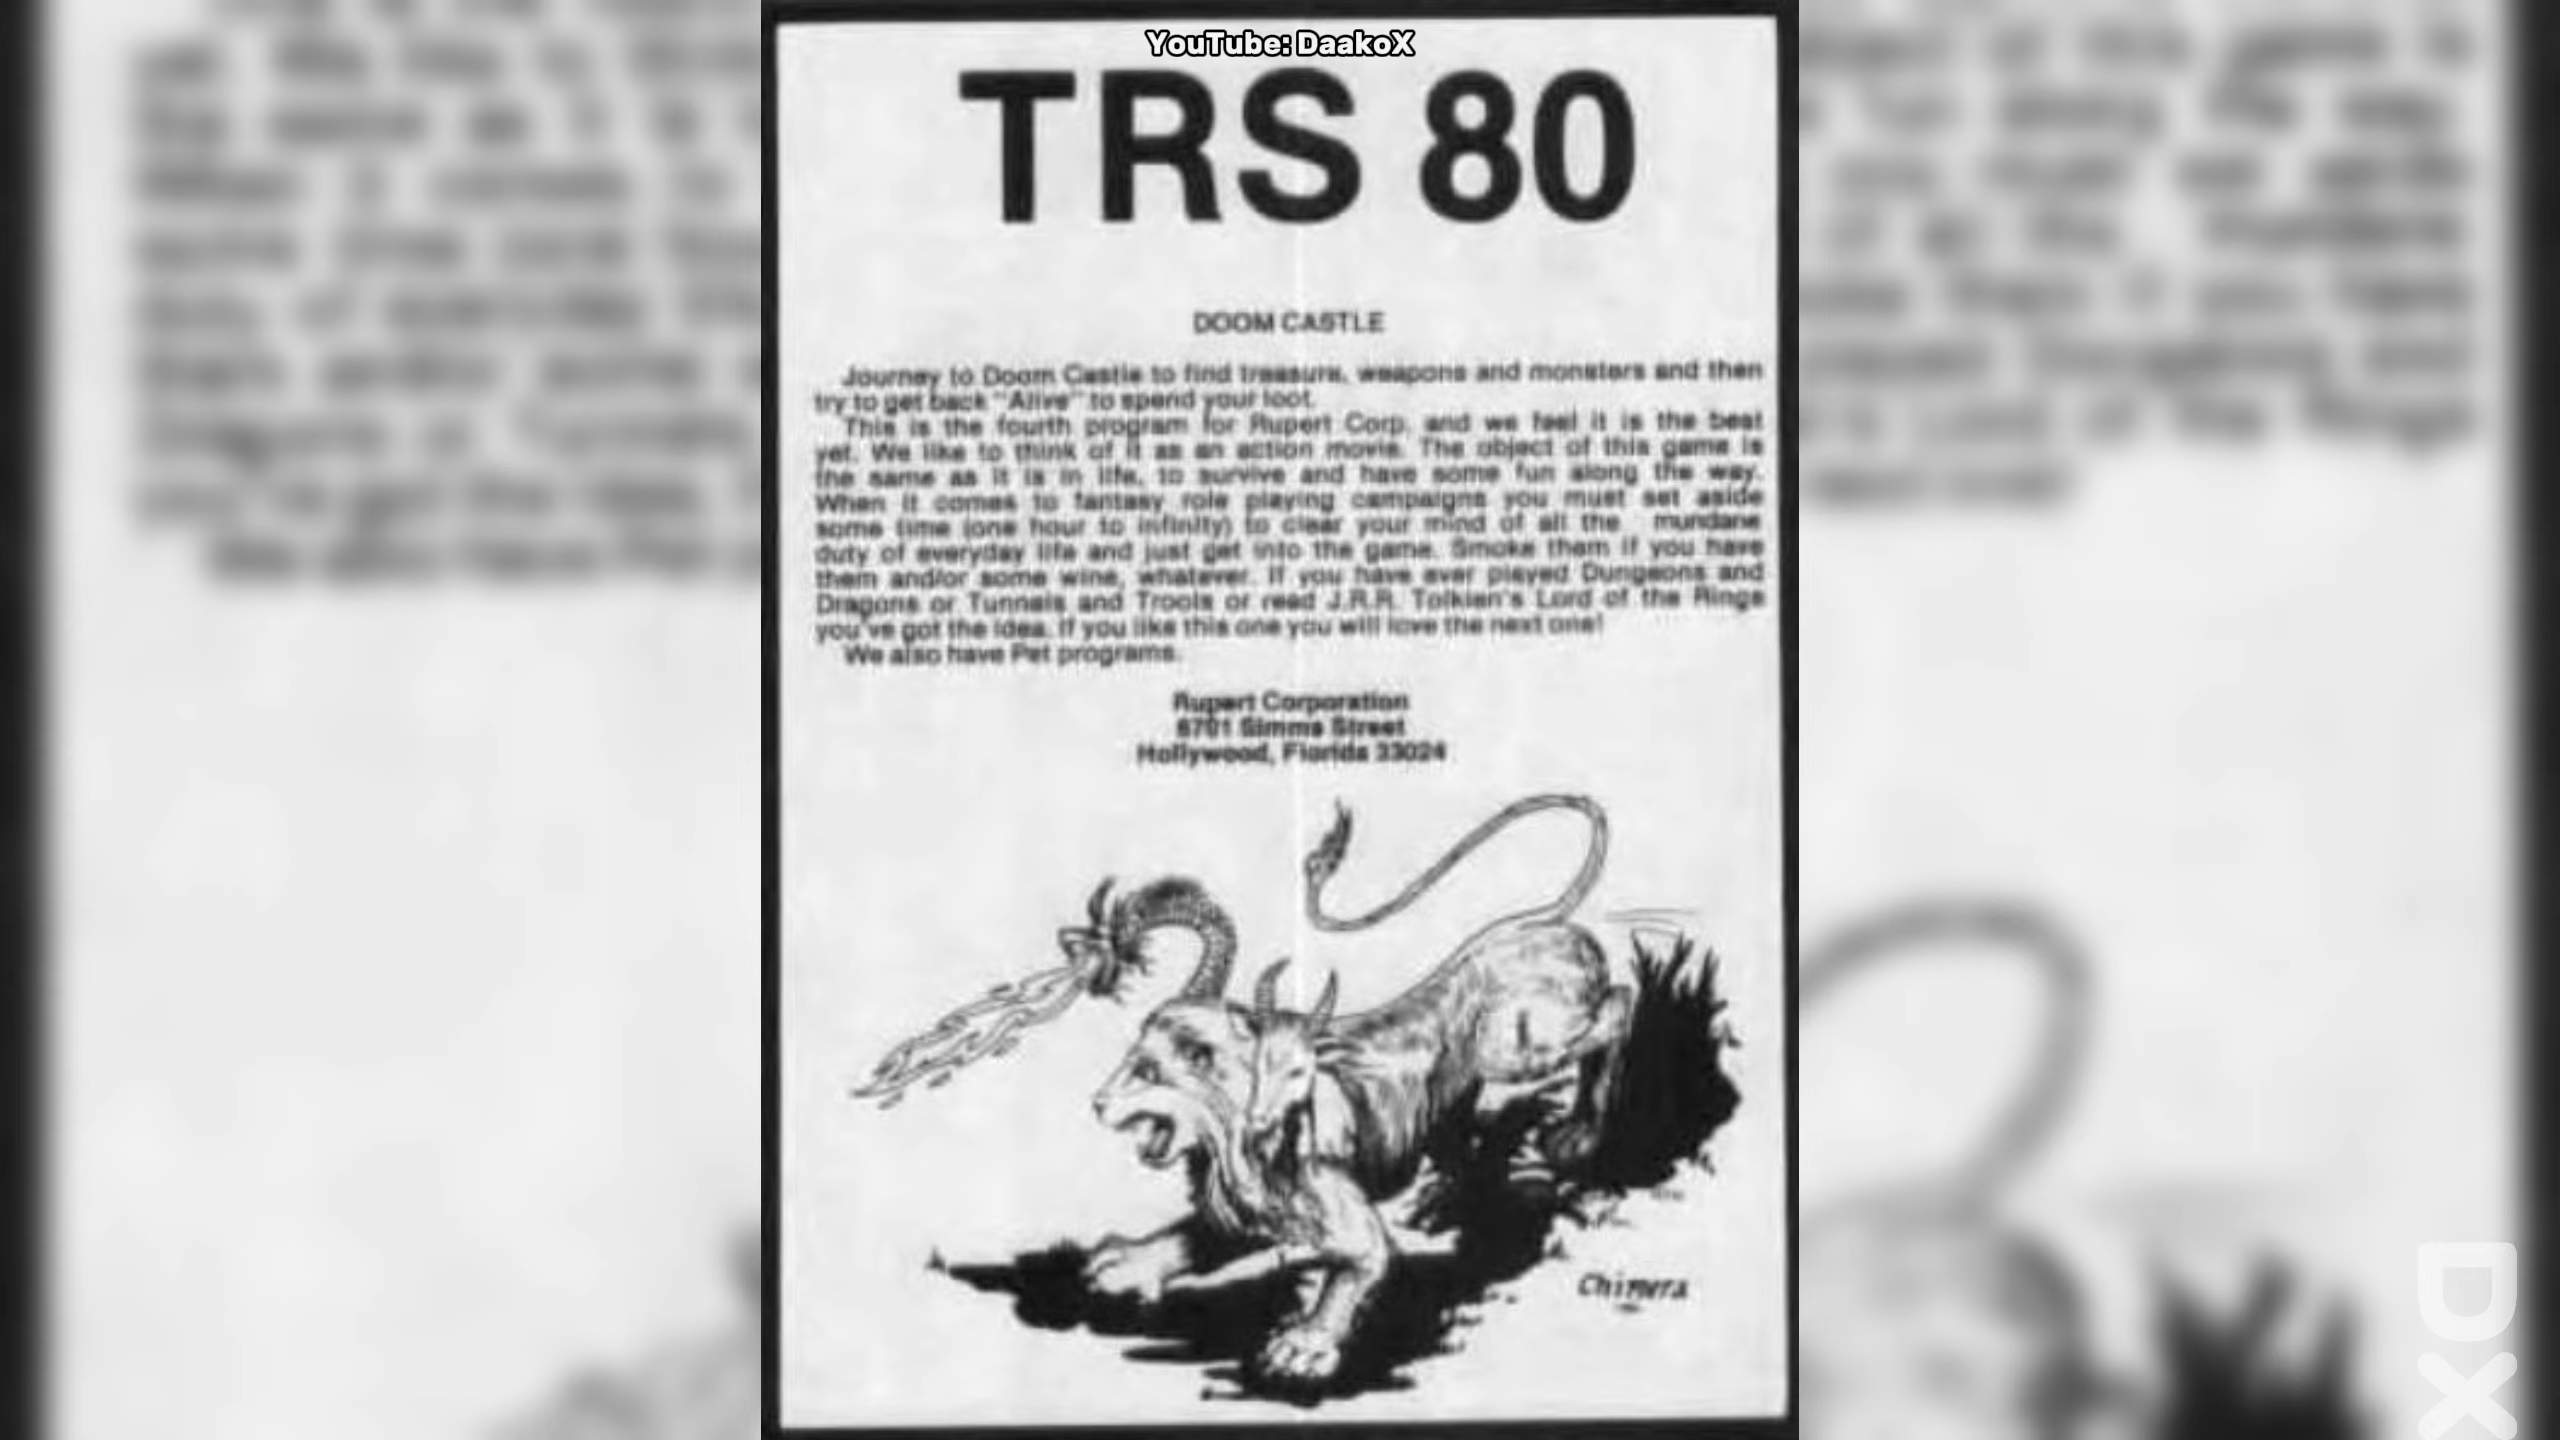 YouTube: DaakoX
TRS 80
DOOM CASTLE
Journey to Doom Castle to find treasure, weapons and monsters and then
try to get back "Alive" to spend your loot.
This is the fourth program for Rupert Corp. and we feel it is the best
yet. We like to think of it as an action movie. The object of this game is
the same as it is in life, to survive and have some fun along the way.
When it comes to fantasy role playing campaigns you must set aside
some time (one hour to infinity) to clear your mind of all the mundane
duty of everyday life and just get into the game. Smoke them if you have
them and/or some wine, whatever. If you have ever played Dungeons and
Dragons or Tunnels and Trools or read J.R.R. Tolkien's Lord of the Rings
you've got the idea. If you like this one you will love the next one!
We also have Pet programs.
Rupert Corporation
6701 Simms Street
Hollywood, Florida 33024
Chimera
DX